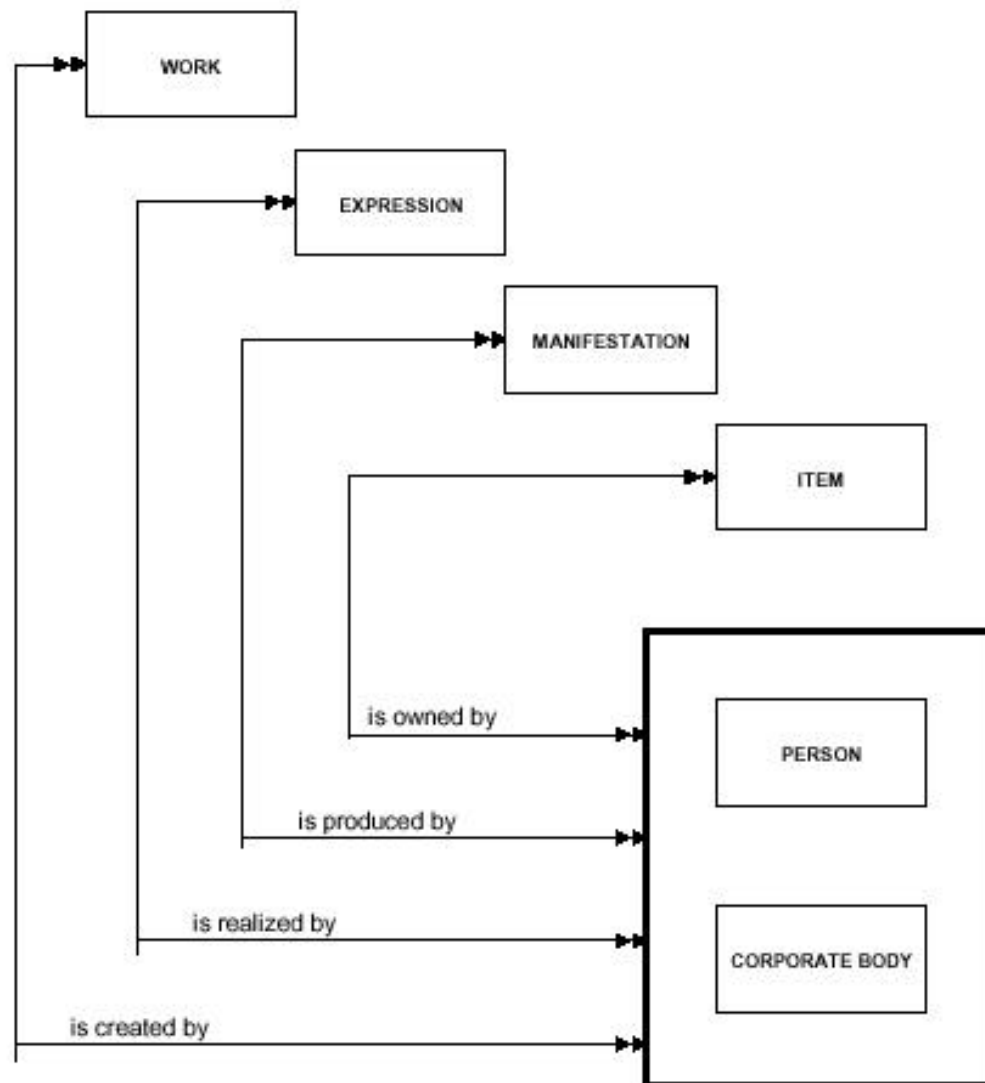 WORK
EXPRESSION
MANIFESTATION
ITEM
is owned by
PERSON
is produced by
is realized by
CORPORATE BODY
is created by